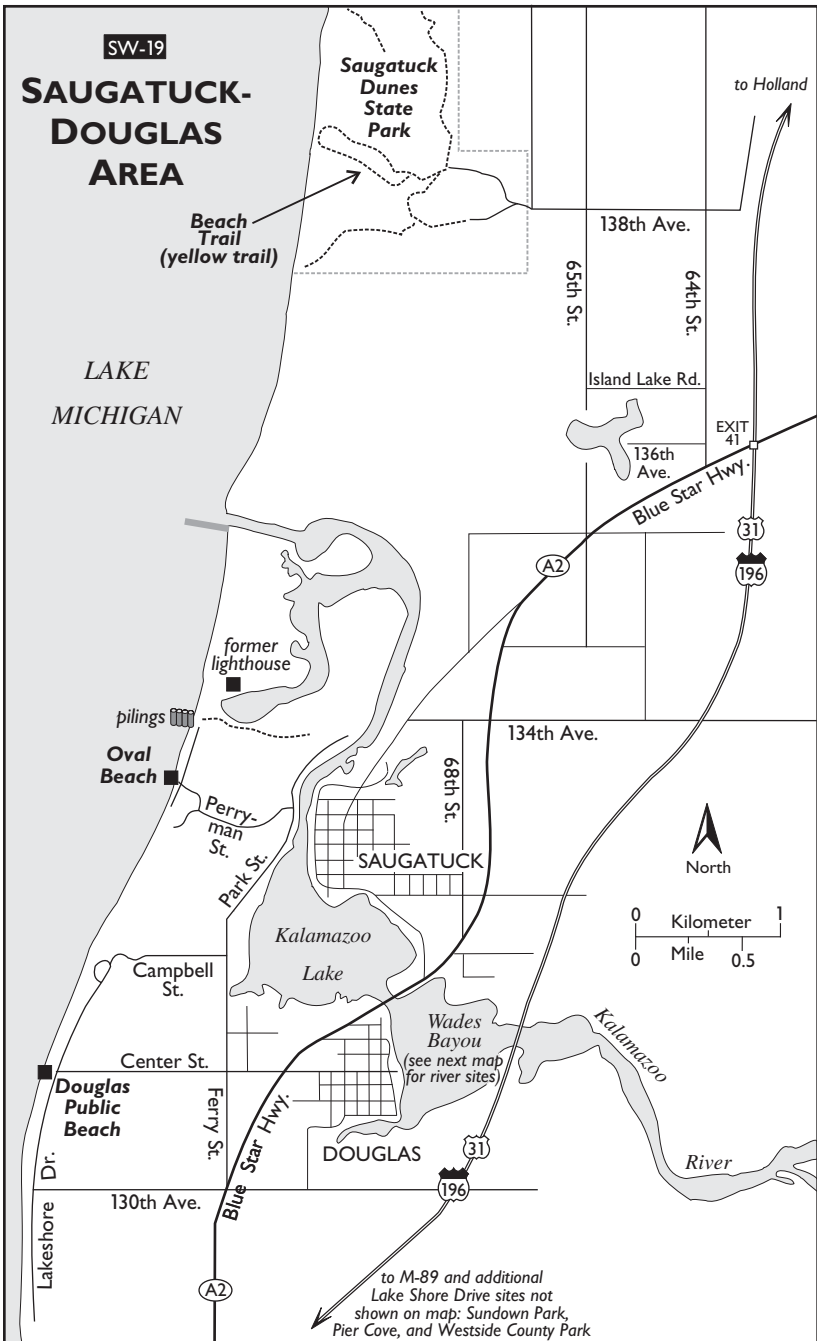 SW-19
SAUGATUCK-
DOUGLAS
AREA
Saugatuck
Dunes
State
Park
to Holland
Beach
Trail
(yellow trail)
138th Ave.
65th St.
64th St.
LAKE
MICHIGAN
Island Lake Rd.
EXIT
41
136th
Ave.
Blue Star Hwy.
31
196
A2
former
lighthouse
pilings
134th Ave.
Oval
Beach
68th St.
Perry-
man
St.
Park St.
SAUGATUCK
North
0 Kilometer 1
0 Mile 0.5
Kalamazoo
Lake
Campbell
St.
Wades
Bayou
(see next map
for river sites)
Kalamazoo
Center St.
Douglas
Public
Beach
Ferry St.
Blue Star Hwy.
DOUGLAS
31
196
River
130th Ave.
Lakeshore Dr.
A2
to M-89 and additional
Lake Shore Drive sites not
shown on map: Sundown Park,
Pier Cove, and Westside County Park